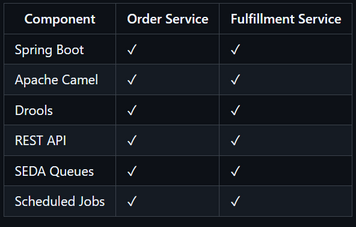 Component Order Service Fulfillment Service
Spring Boot ✓ ✓
Apache Camel ✓ ✓
Drools ✓ ✓
REST API ✓ ✓
SEDA Queues ✓ ✓
Scheduled Jobs ✓ ✓